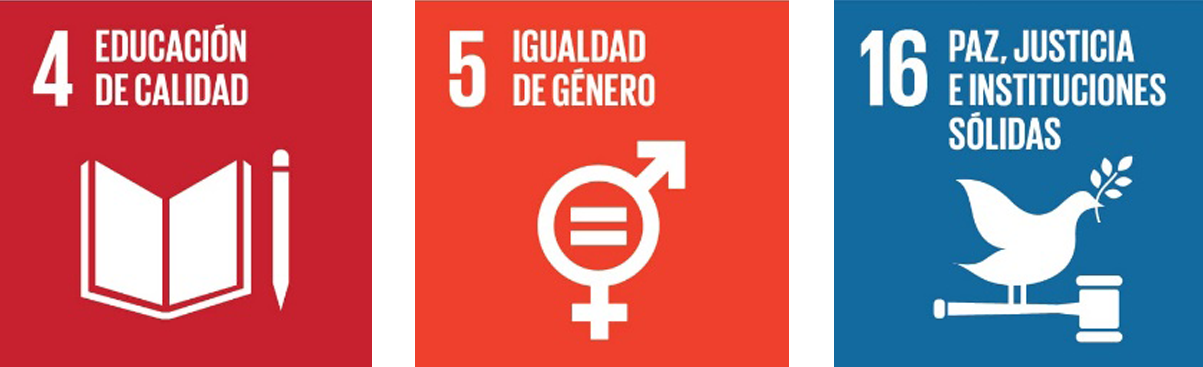 4
EDUCACIÓN
DE CALIDAD
5
IGUALDAD
DE GÉNERO
16
PAZ, JUSTICIA
E INSTITUCIONES
SÓLIDAS